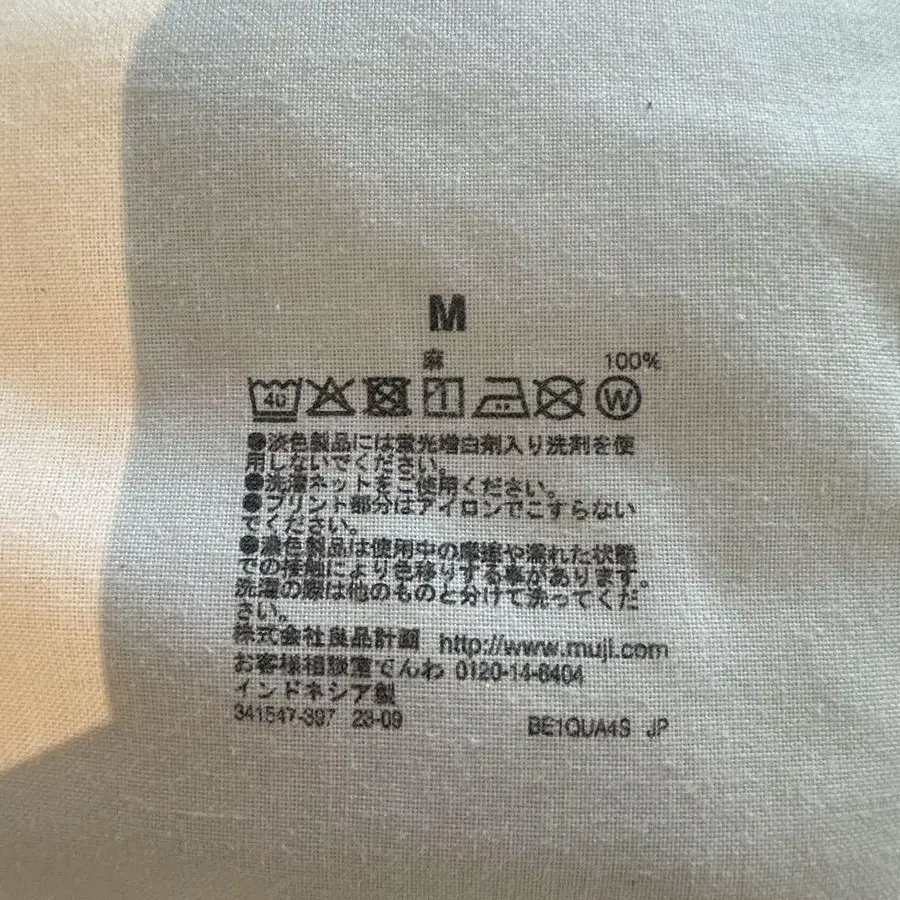 M
麻 100%
40 W
●淡色製品には蛍光増白剤入り洗剤を使
用しないでください。
●洗濯ネットをご使用ください。
●プリント部分はアイロンでこすらない
でください。
●濃色製品は使用中の摩擦や濡れた状態
での接触により色移りする事があります。
洗濯の際は他のものと分けて洗ってくだ
さい。
株式会社良品計画 http://www.muji.com
お客様相談室でんわ 0120-14-6404
インドネシア製
341547-397 23-09 BE1QUA4S JP